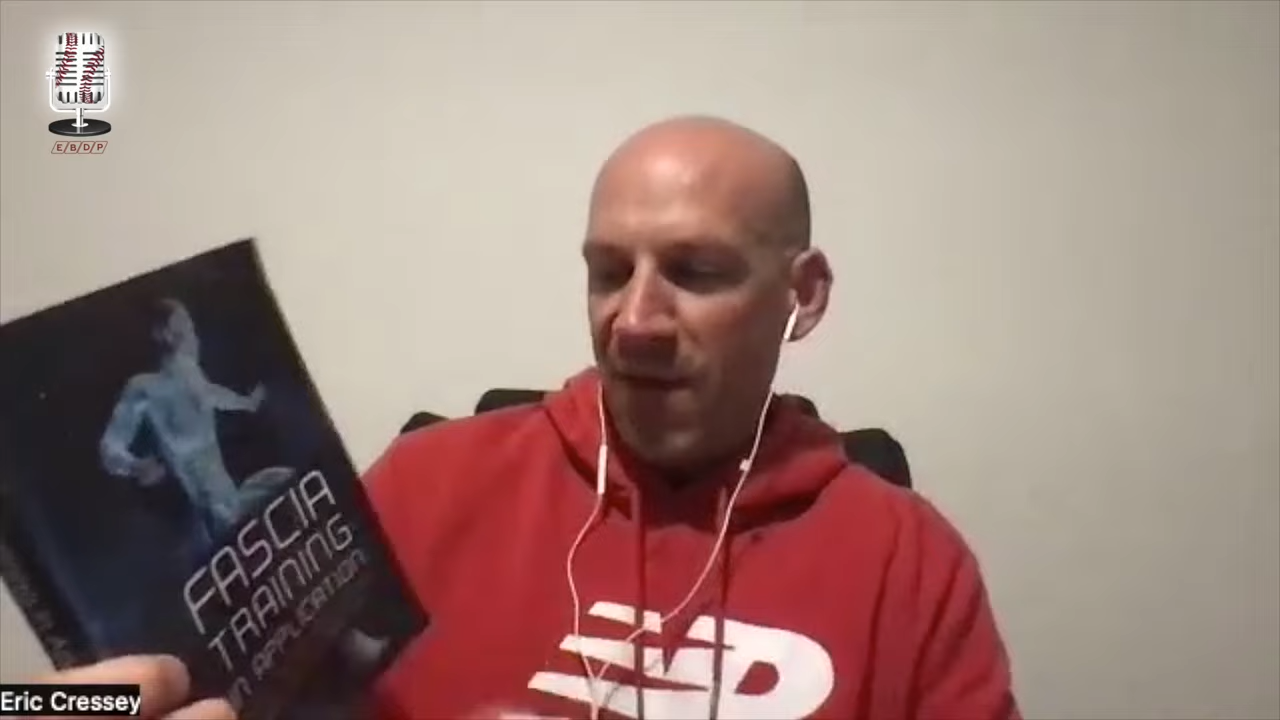 E/B/D/P
FASCIA
TRAINING
IN APPLICATION
Eric Cressey